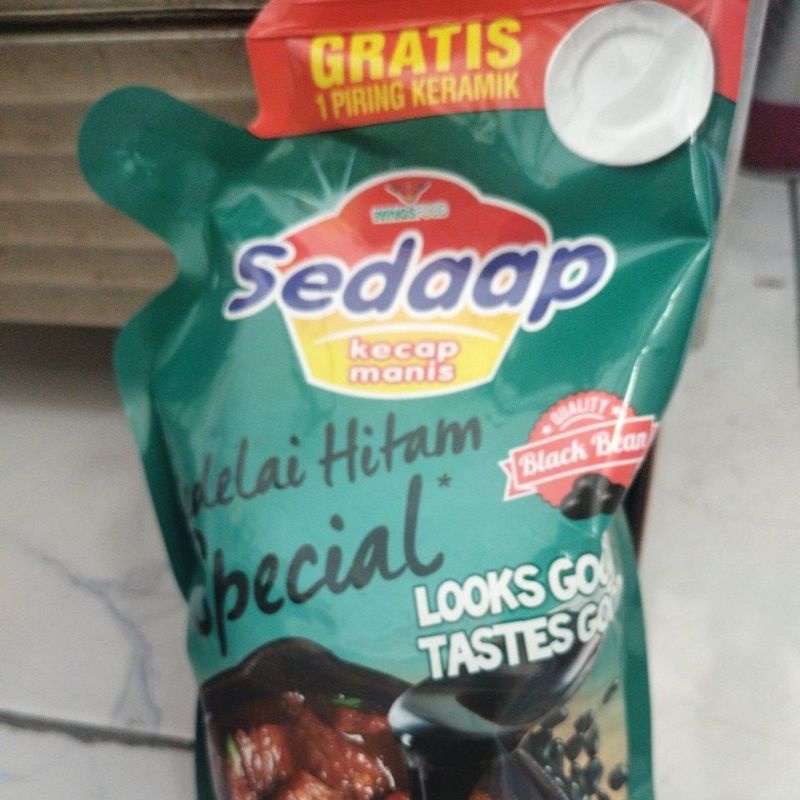 GRATIS
1 PIRING KERAMIK
WINGSFOOD
Sedaap
kecap
manis
QUALITY
Black Bean
Hitam
Special*
LOOKS
TASTES